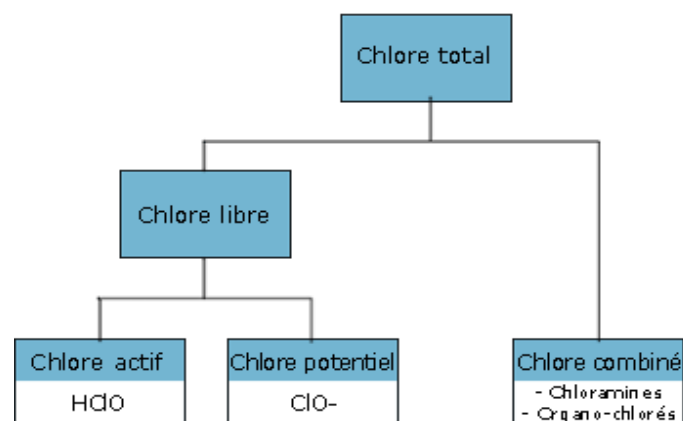 Chlore total
Chlore libre
Chlore actif
Chlore potentiel
Chlore combiné
HClO
ClO-
- Chloramines
- Organo-chlorés